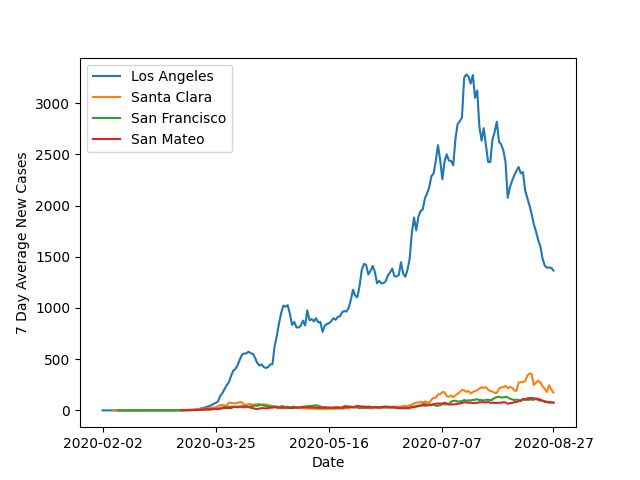 Los Angeles
Santa Clara
San Francisco
San Mateo
7 Day Average New Cases
3000
2500
2000
1500
1000
500
0
2020-02-02 2020-03-25 2020-05-16 2020-07-07 2020-08-27
Date